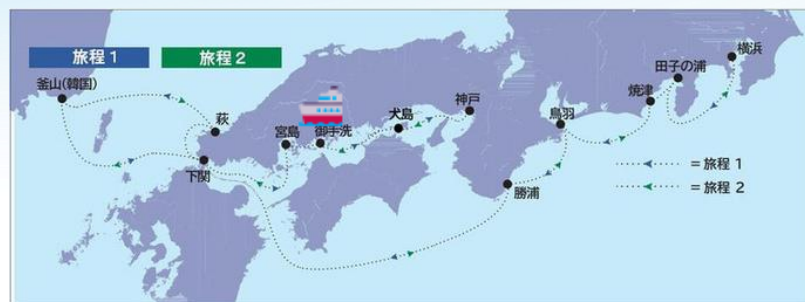 旅程 1
旅程 2
横浜
田子の浦
釜山(韓国)
焼津
神戸
鳥羽
犬島
萩
宮島
御手洗
下関
= 旅程 1
勝浦
= 旅程 2